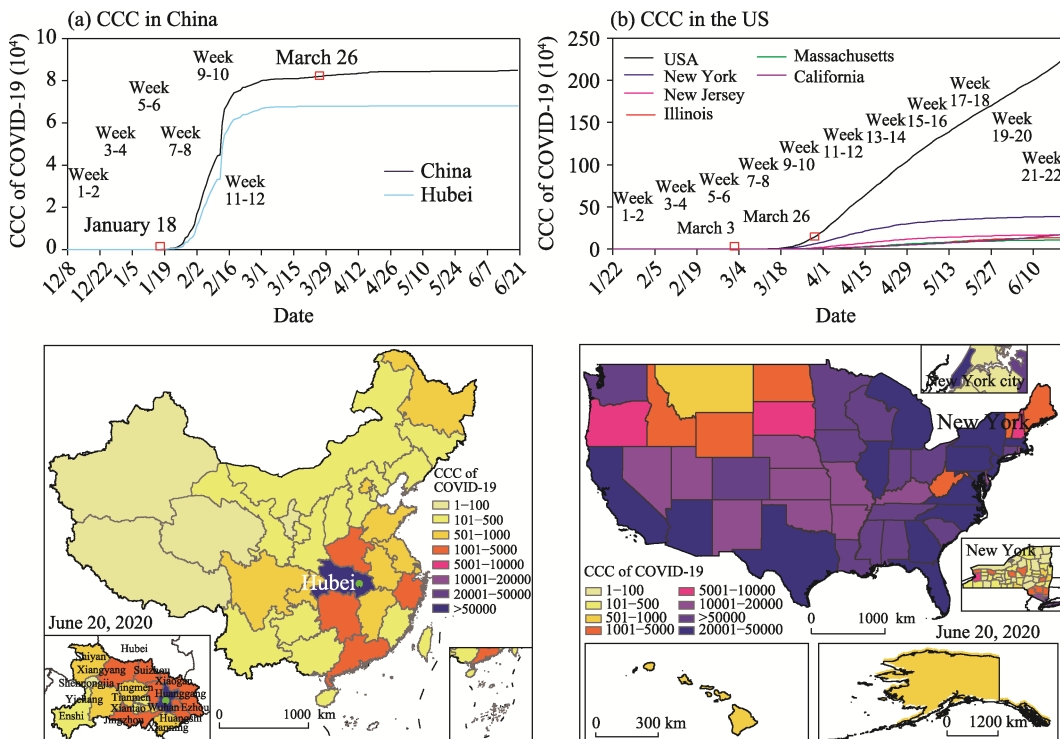 (a) CCC in China
CCC of COVID-19 (10⁴)
10
8
6
4
2
0
Week
1-2
Week
3-4
Week
5-6
Week
7-8
Week
9-10
Week
11-12
January 18
March 26
China
Hubei
12/8
12/22
1/5
1/19
2/2
2/16
3/1
3/15
3/29
4/12
4/26
5/10
5/24
6/7
6/21
Date
(b) CCC in the US
CCC of COVID-19 (10⁴)
250
200
150
100
50
0
USA
New York
New Jersey
Illinois
Massachusetts
California
Week
1-2
Week
3-4
Week
5-6
Week
7-8
Week
9-10
Week
11-12
Week
13-14
Week
15-16
Week
17-18
Week
19-20
Week
21-22
March 3
March 26
1/22
2/5
2/19
3/4
3/18
4/1
4/15
4/29
5/13
5/27
6/10
Date
CCC of
COVID-19
1–100
101–500
501–1000
1001–5000
5001–10000
10001–20000
20001–50000
>50000
Hubei
June 20, 2020
Hubei
Shiyan
Xiangyang
Suizhou
Shennongjia
Xiaogan
Jingmen
Huanggang
Yichang
Tianmen
Xiantao
Wuhan
Ezhou
Enshi
Jingzhou
Huangshi
Xianning
0
1000 km
New York city
New York
New York
CCC of COVID-19
1–100
101–500
501–1000
1001–5000
5001–10000
10001–20000
>50000
20001–50000
0
1000 km
June 20, 2020
0
300 km
0
1200 km